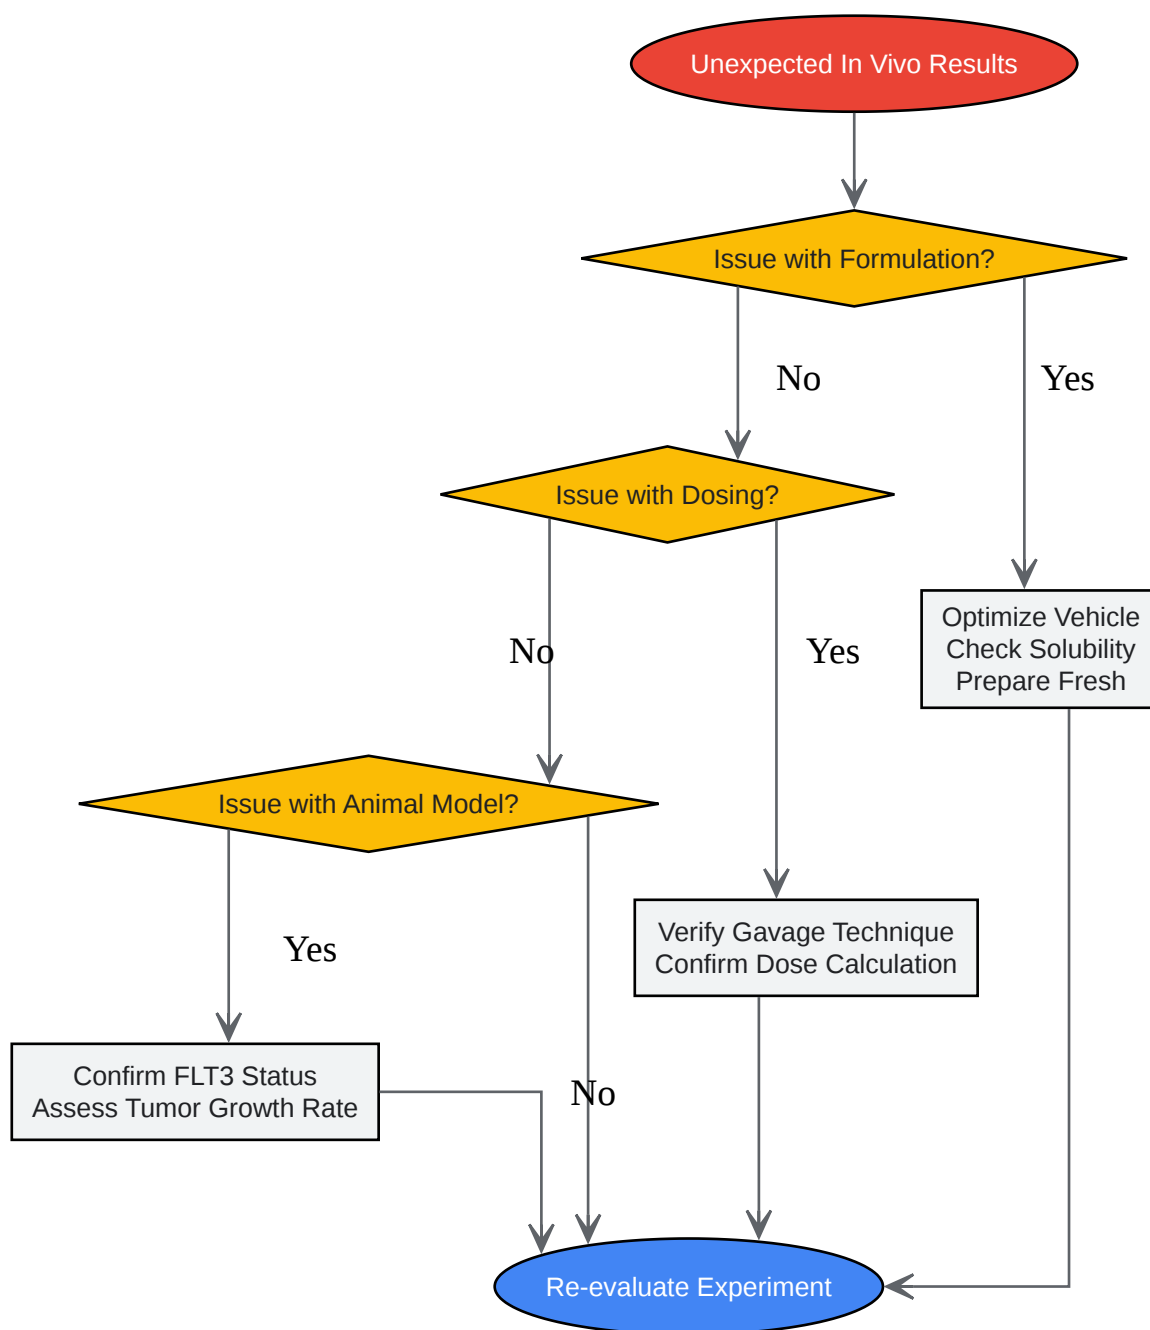 Unexpected In Vivo Results
Issue with Formulation?
No
Yes
Issue with Dosing?
Optimize Vehicle
Check Solubility
Prepare Fresh
No
Yes
Issue with Animal Model?
Verify Gavage Technique
Confirm Dose Calculation
Yes
Confirm FLT3 Status
Assess Tumor Growth Rate
No
Re-evaluate Experiment